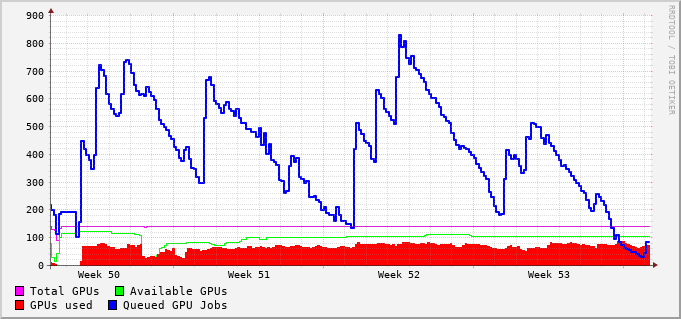 900
800
700
600
500
400
300
200
100
0
Week 50 Week 51 Week 52 Week 53
Total GPUs Available GPUs
GPUs used Queued GPU Jobs
RRDTOOL / TOBI OETIKER